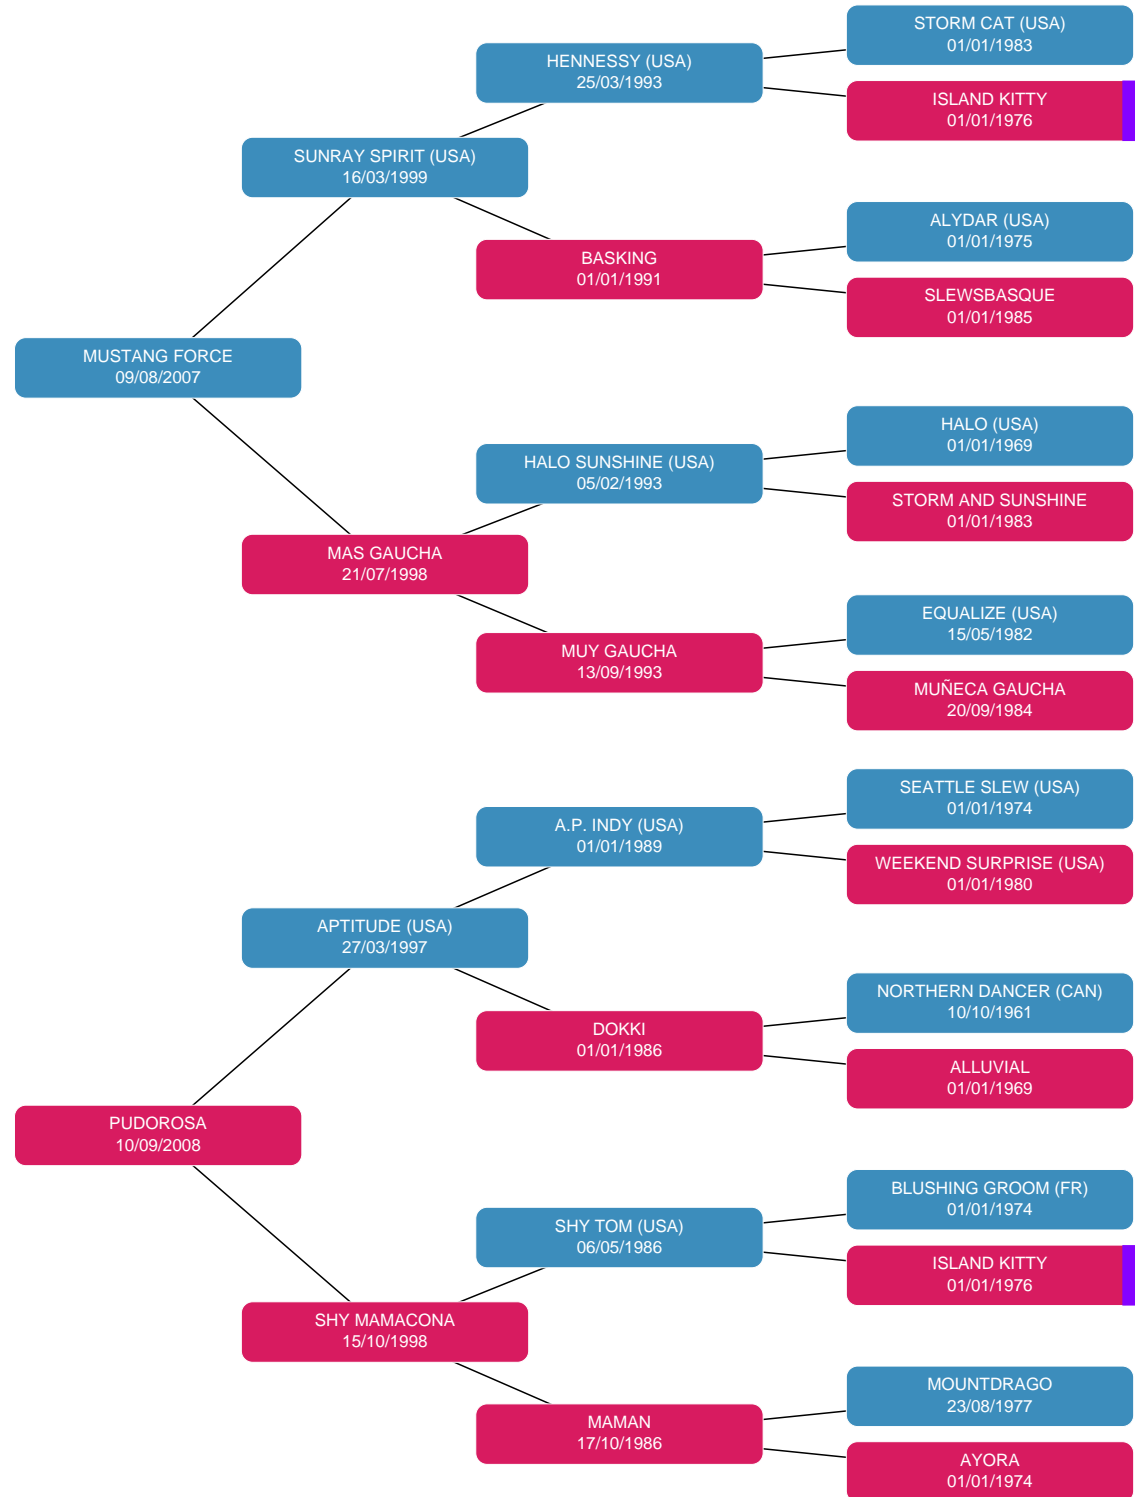 STORM CAT (USA)
01/01/1983
HENNESSY (USA)
25/03/1993
ISLAND KITTY
01/01/1976
SUNRAY SPIRIT (USA)
16/03/1999
ALYDAR (USA)
01/01/1975
BASKING
01/01/1991
SLEWSBASQUE
01/01/1985
MUSTANG FORCE
09/08/2007
HALO (USA)
01/01/1969
HALO SUNSHINE (USA)
05/02/1993
STORM AND SUNSHINE
01/01/1983
MAS GAUCHA
21/07/1998
EQUALIZE (USA)
15/05/1982
MUY GAUCHA
13/09/1993
MUÑECA GAUCHA
20/09/1984
SEATTLE SLEW (USA)
01/01/1974
A.P. INDY (USA)
01/01/1989
WEEKEND SURPRISE (USA)
01/01/1980
APTITUDE (USA)
27/03/1997
NORTHERN DANCER (CAN)
10/10/1961
DOKKI
01/01/1986
ALLUVIAL
01/01/1969
PUDOROSA
10/09/2008
BLUSHING GROOM (FR)
01/01/1974
SHY TOM (USA)
06/05/1986
ISLAND KITTY
01/01/1976
SHY MAMACONA
15/10/1998
MOUNTDRAGO
23/08/1977
MAMAN
17/10/1986
AYORA
01/01/1974